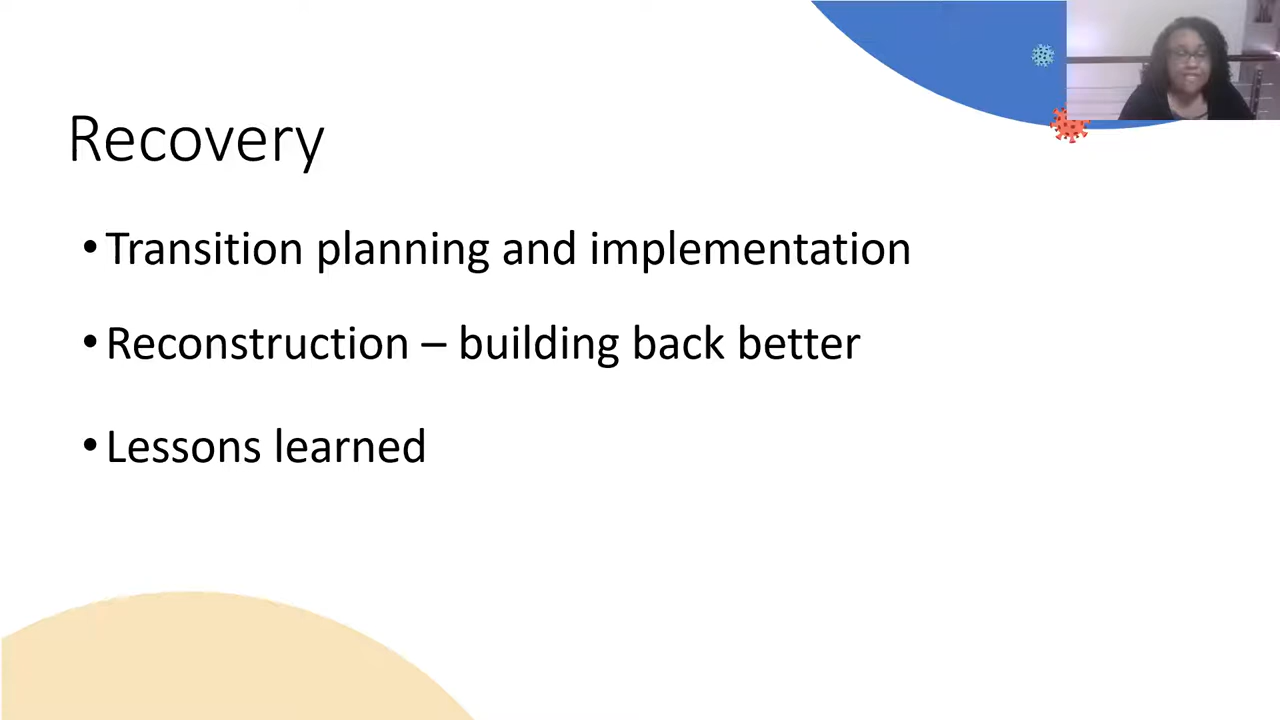 Recovery
• Transition planning and implementation
• Reconstruction – building back better
• Lessons learned